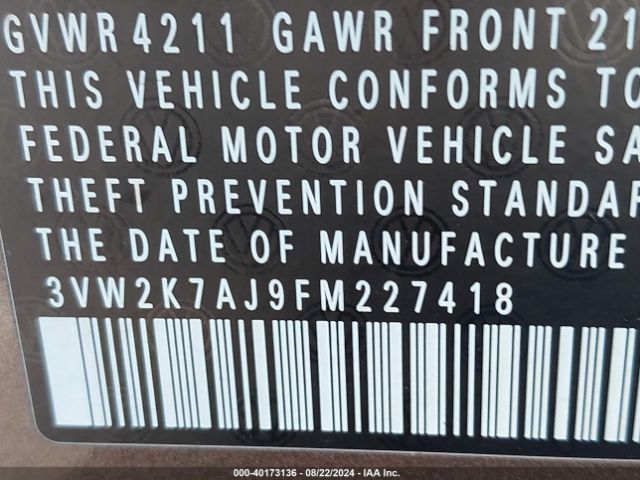 GVWR 4211 GAWR FRONT 21
THIS VEHICLE CONFORMS TO
FEDERAL MOTOR VEHICLE SA
THEFT PREVENTION STANDAR
THE DATE OF MANUFACTURE
3VW2K7AJ9FM227418
000-40173136 - 08/22/2024 - IAA Inc.